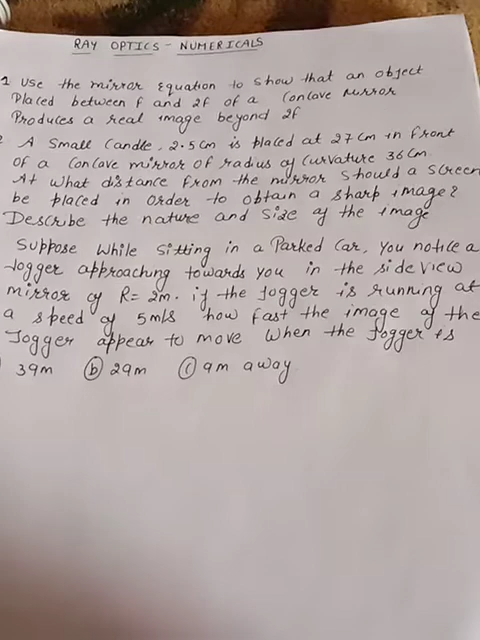 RAY OPTICS - NUMERICALS
1 Use the mirror Equation to show that an object
Placed between f and 2f of a Concave Mirror
Produces a real image beyond 2f
2 A Small Candle, 2.5 cm is placed at 27 cm in front
of a Concave mirror of radius of Curvature 36 cm
At what distance from the mirror should a screen
be placed in order to obtain a sharp image?
Describe the nature and size of the image
Suppose While Sitting in a Parked Car, you notice a
Jogger approaching towards you in the side view
mirror of R= 2m. if the Jogger is running at
a speed of 5m/s how fast the image of the
Jogger appear to move When the Jogger is
39m (b) 29m (c) 9m away